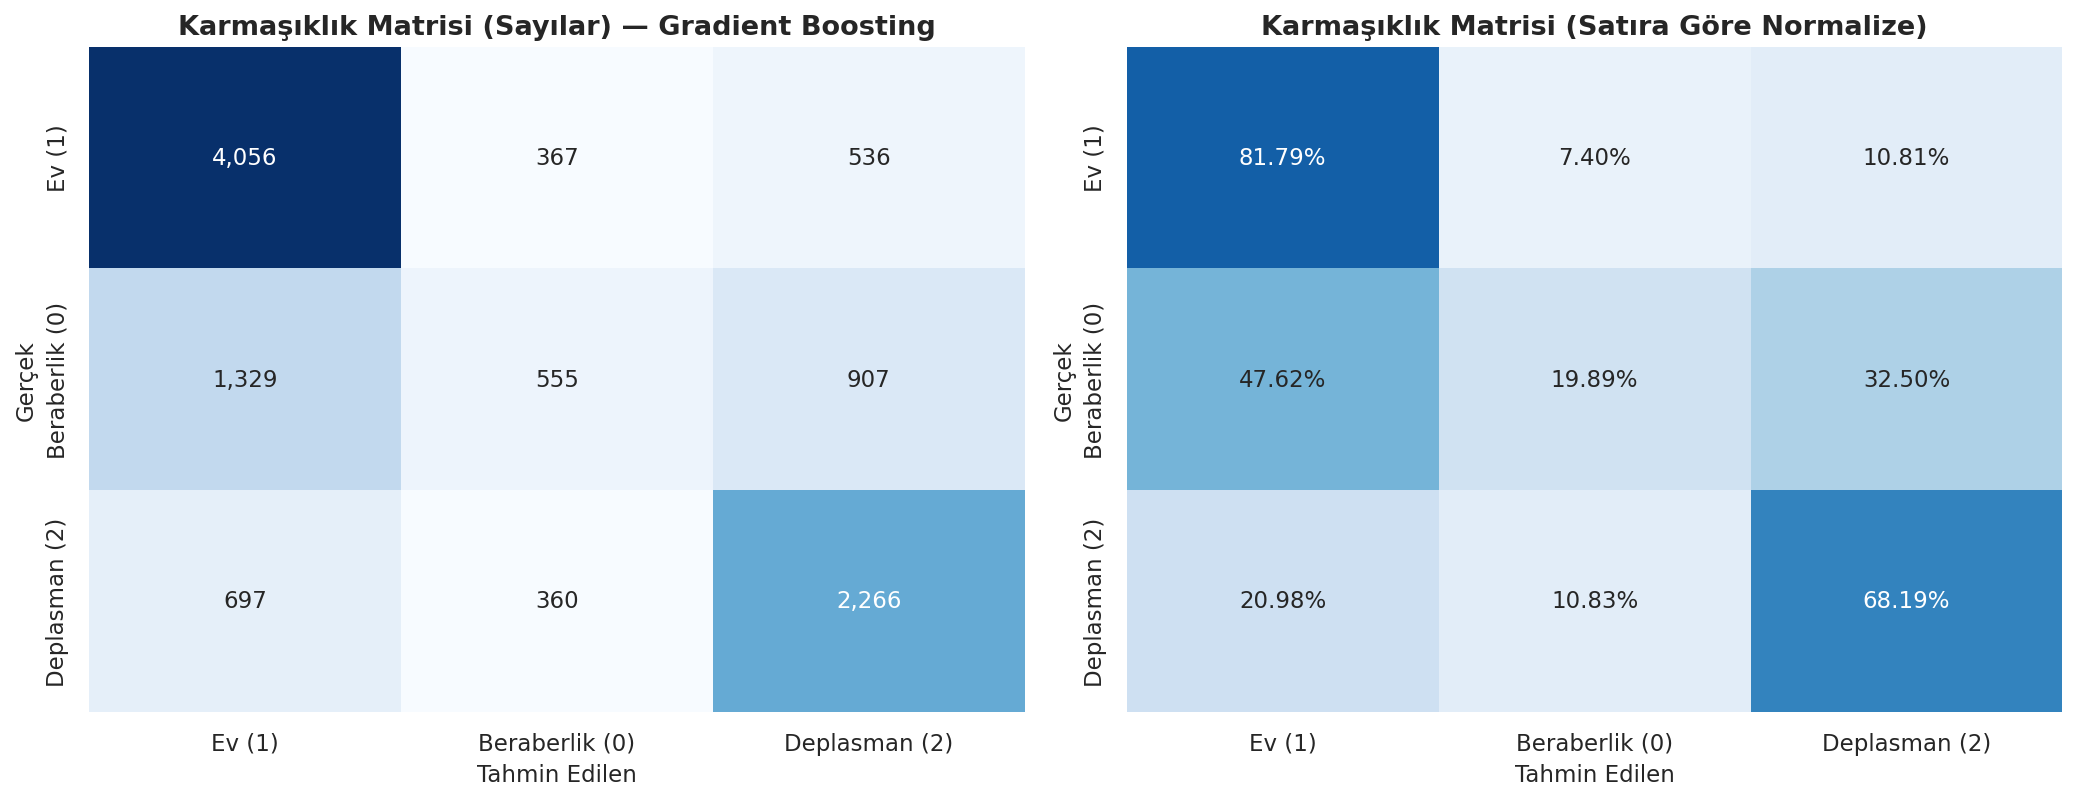 Karmaşıklık Matrisi (Sayılar) — Gradient Boosting
Gerçek
Ev (1)
4,056
367
536
Beraberlik (0)
1,329
555
907
Deplasman (2)
697
360
2,266
Ev (1)
Beraberlik (0)
Deplasman (2)
Tahmin Edilen
Karmaşıklık Matrisi (Satıra Göre Normalize)
Gerçek
Ev (1)
81.79%
7.40%
10.81%
Beraberlik (0)
47.62%
19.89%
32.50%
Deplasman (2)
20.98%
10.83%
68.19%
Ev (1)
Beraberlik (0)
Deplasman (2)
Tahmin Edilen